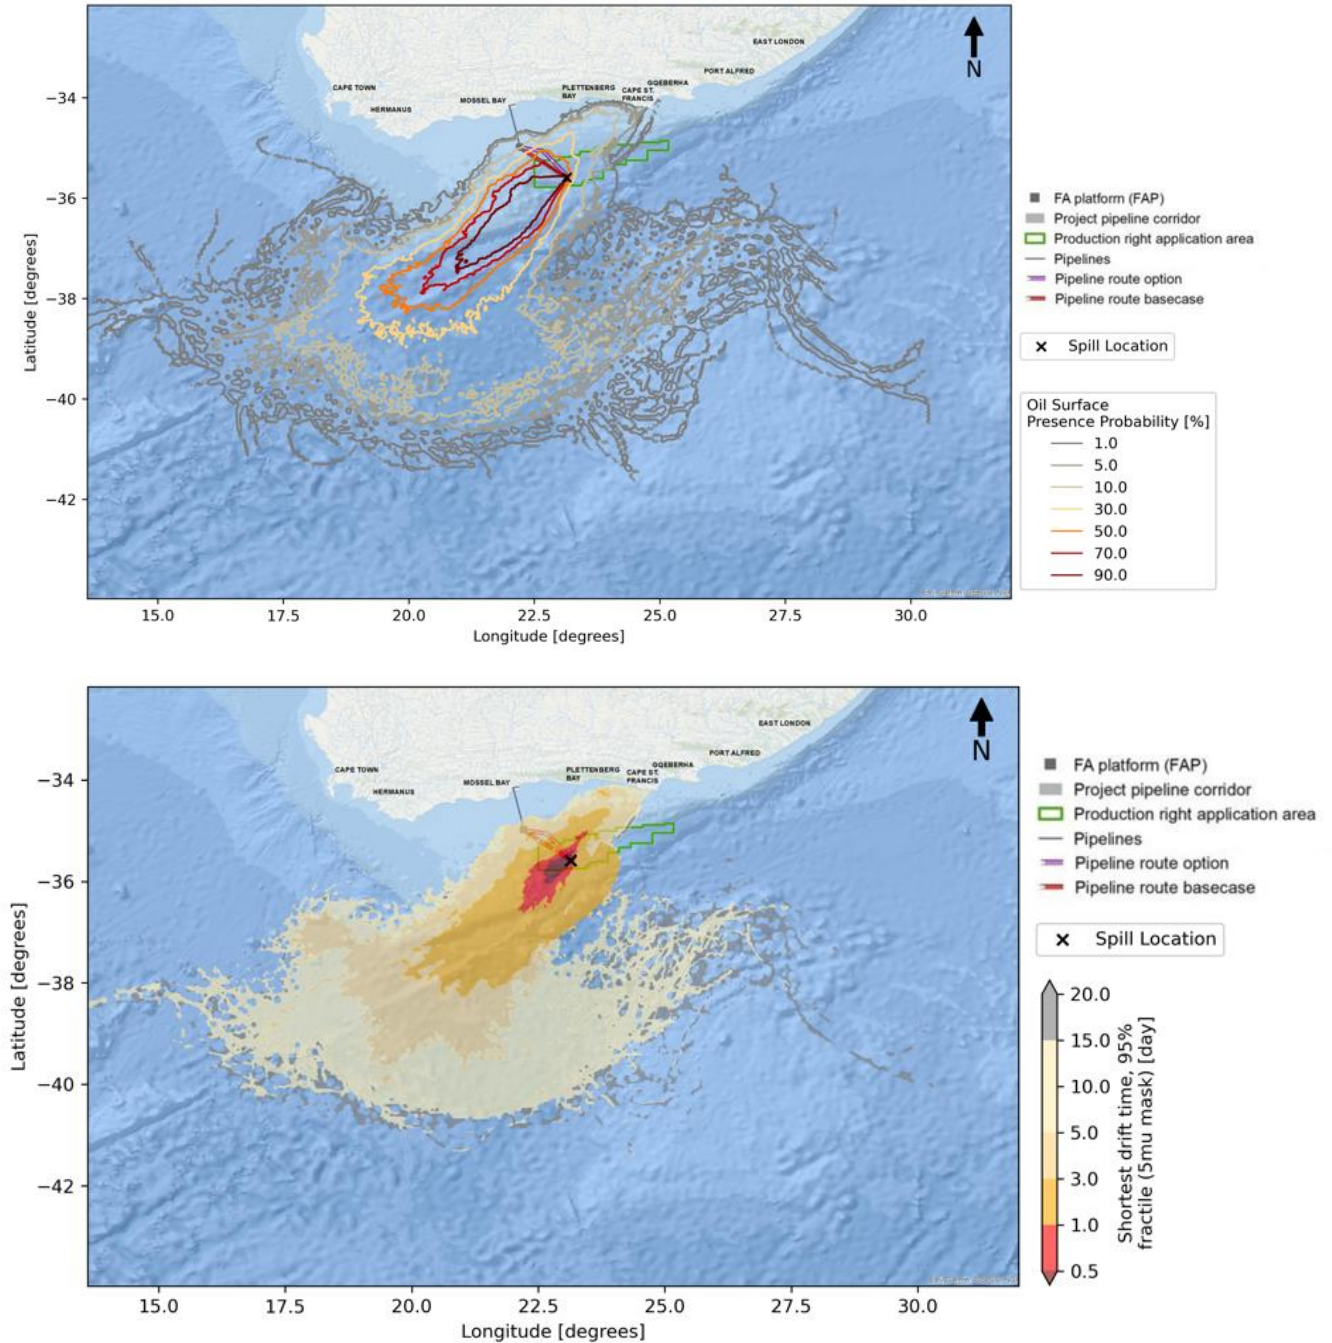 EAST LONDON
PORT ALFRED
GQEBERHA
CAPE ST.
FRANCIS
PLETTENBERG
BAY
MOSSEL BAY
CAPE TOWN
HERMANUS
N
−34
−36
−38
−40
−42
Latitude [degrees]
15.0 17.5 20.0 22.5 25.0 27.5 30.0
Longitude [degrees]
FA platform (FAP)
Project pipeline corridor
Production right application area
Pipelines
Pipeline route option
Pipeline route basecase
Spill Location
Oil Surface
Presence Probability [%]
1.0
5.0
10.0
30.0
50.0
70.0
90.0
EAST LONDON
PORT ALFRED
GQEBERHA
CAPE ST.
FRANCIS
PLETTENBERG
BAY
MOSSEL BAY
CAPE TOWN
HERMANUS
N
−34
−36
−38
−40
−42
Latitude [degrees]
15.0 17.5 20.0 22.5 25.0 27.5 30.0
Longitude [degrees]
FA platform (FAP)
Project pipeline corridor
Production right application area
Pipelines
Pipeline route option
Pipeline route basecase
Spill Location
20.0
15.0
10.0
5.0
3.0
1.0
0.5
Shortest drift time, 95%
fractile (5mu mask) [day]